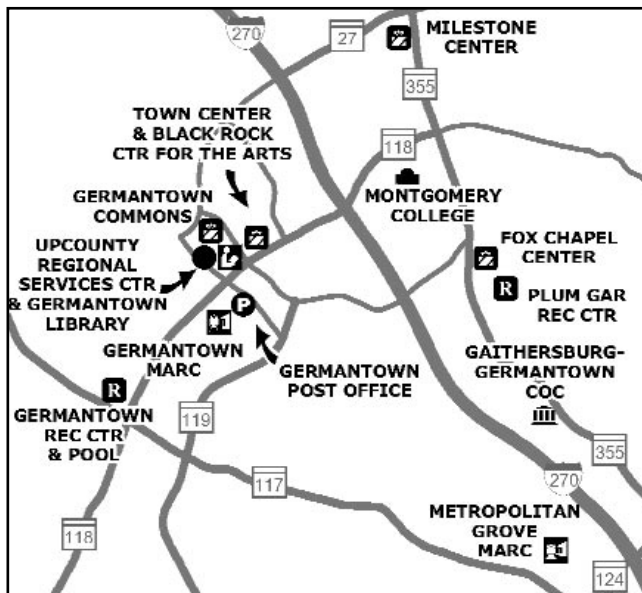 270
27
MILESTONE
CENTER
355
TOWN CENTER
& BLACK ROCK
CTR FOR THE ARTS
118
GERMANTOWN
COMMONS
MONTGOMERY
COLLEGE
UPCOUNTY
REGIONAL
SERVICES CTR
& GERMANTOWN
LIBRARY
FOX CHAPEL
CENTER
R
PLUM GAR
REC CTR
P
GERMANTOWN
MARC
GERMANTOWN
POST OFFICE
GAITHERSBURG-
GERMANTOWN
COC
R
GERMANTOWN
REC CTR
& POOL
119
355
117
270
METROPOLITAN
GROVE
MARC
118
124